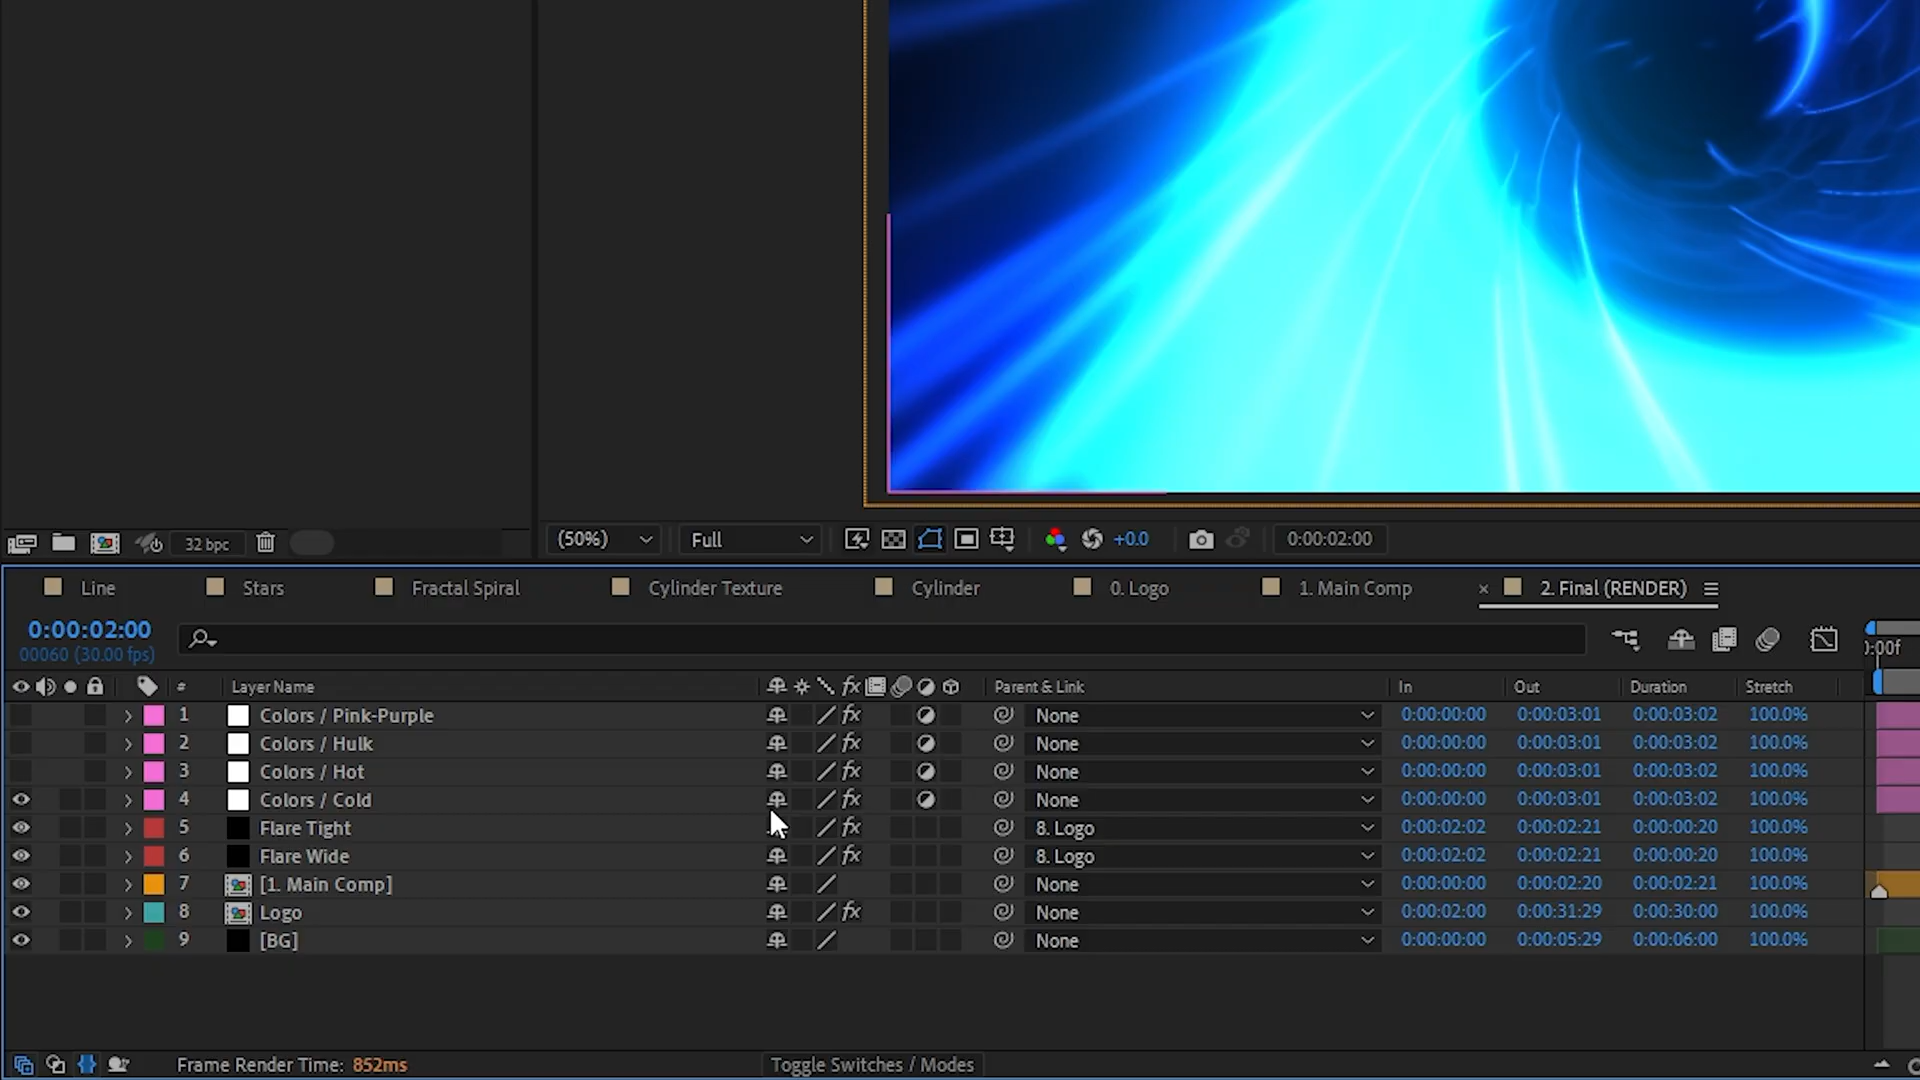 32 bpc
(50%) Full +0.0 0:00:02:00
Line Stars Fractal Spiral Cylinder Texture Cylinder 0. Logo 1. Main Comp × 2. Final (RENDER)
0:00:02:00
00060 (30.00 fps)
):00f
# Layer Name fx Parent & Link In Out Duration Stretch
1 Colors / Pink-Purple fx None 0:00:00:00 0:00:03:01 0:00:03:02 100.0%
2 Colors / Hulk fx None 0:00:00:00 0:00:03:01 0:00:03:02 100.0%
3 Colors / Hot fx None 0:00:00:00 0:00:03:01 0:00:03:02 100.0%
4 Colors / Cold fx None 0:00:00:00 0:00:03:01 0:00:03:02 100.0%
5 Flare Tight fx 8. Logo 0:00:02:02 0:00:02:21 0:00:00:20 100.0%
6 Flare Wide fx 8. Logo 0:00:02:02 0:00:02:21 0:00:00:20 100.0%
7 [1. Main Comp] None 0:00:00:00 0:00:02:20 0:00:02:21 100.0%
8 Logo fx None 0:00:02:00 0:00:31:29 0:00:30:00 100.0%
9 [BG] None 0:00:00:00 0:00:05:29 0:00:06:00 100.0%
Frame Render Time: 852ms Toggle Switches / Modes